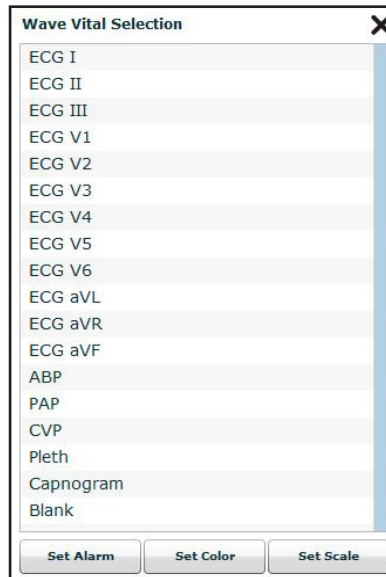 Wave Vital Selection
ECG I
ECG II
ECG III
ECG V1
ECG V2
ECG V3
ECG V4
ECG V5
ECG V6
ECG aVL
ECG aVR
ECG aVF
ABP
PAP
CVP
Pleth
Capnogram
Blank
Set Alarm Set Color Set Scale